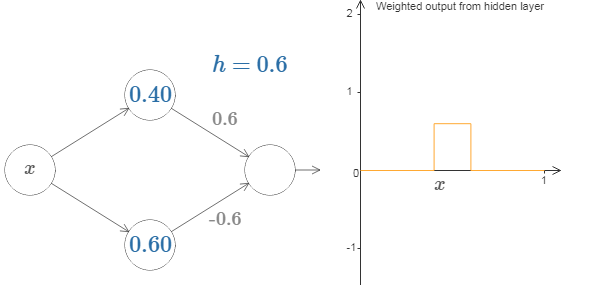 h = 0.6
0.40
0.6
x
-0.6
0.60
Weighted output from hidden layer
2
1
0
-1
x
1